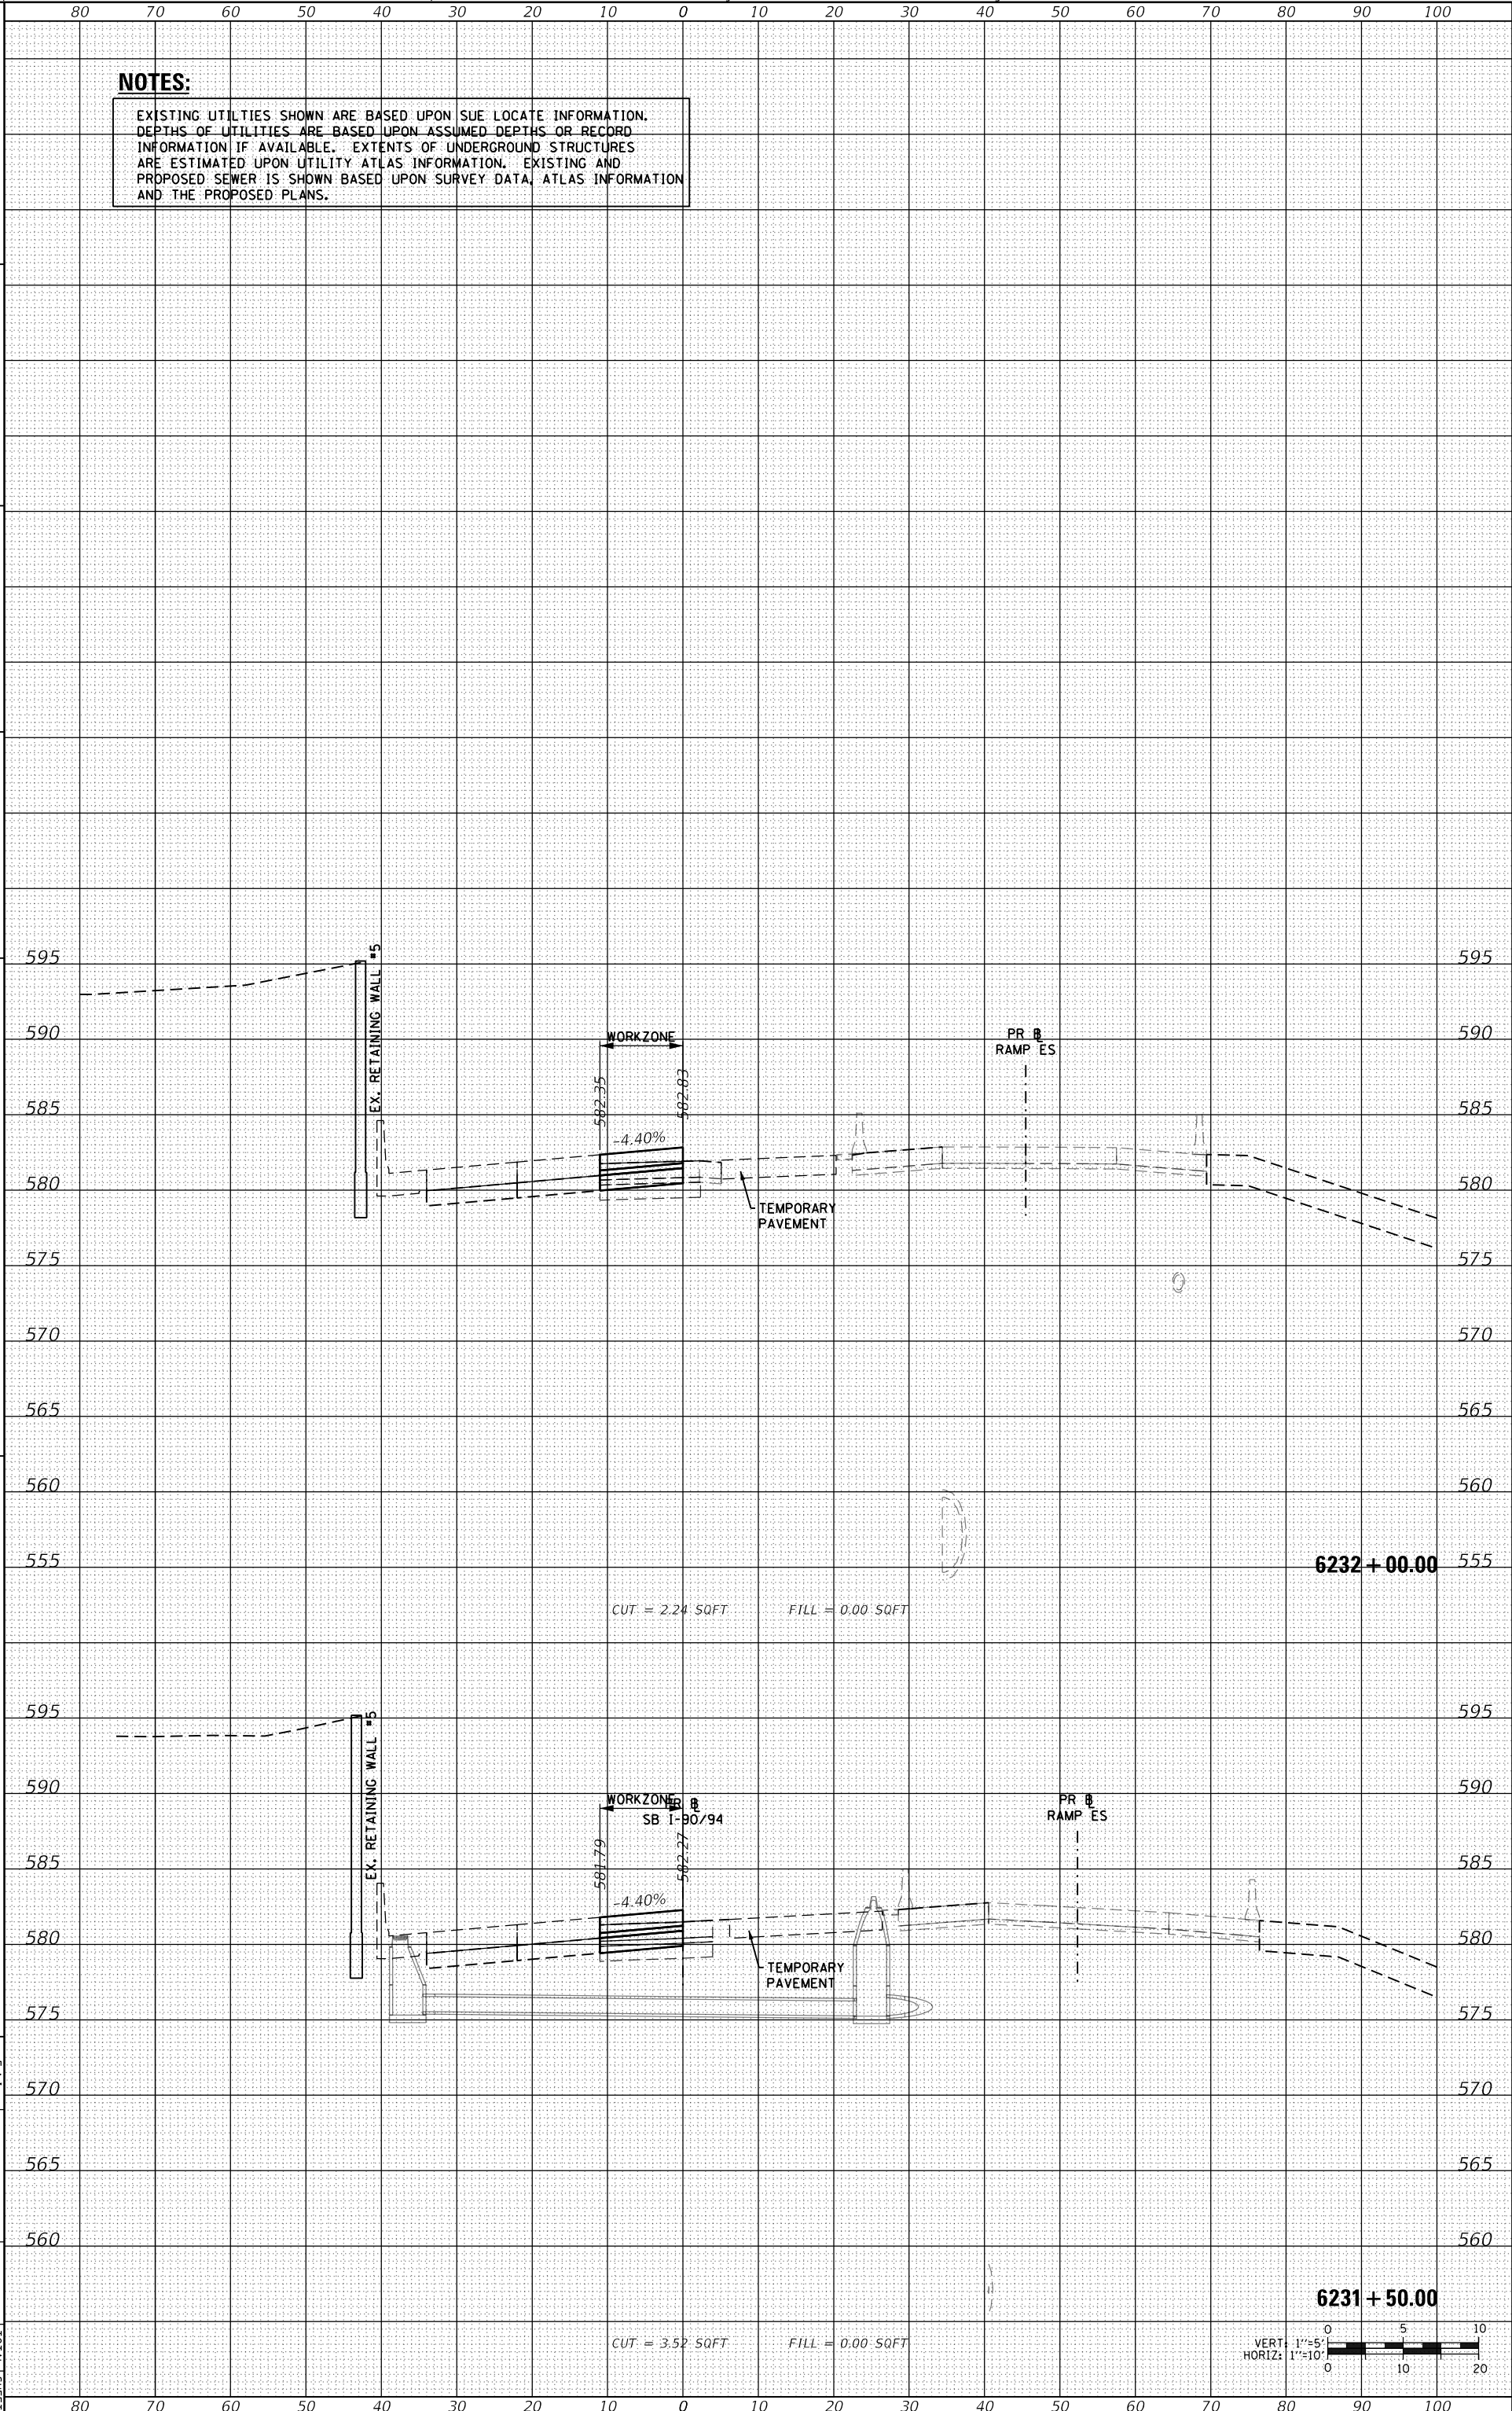 80 70 60 50 40 30 20 10 0 10 20 30 40 50 60 70 80 90 100
NOTES:
EXISTING UTILTIES SHOWN ARE BASED UPON SUE LOCATE INFORMATION.
DEPTHS OF UTILITIES ARE BASED UPON ASSUMED DEPTHS OR RECORD
INFORMATION IF AVAILABLE. EXTENTS OF UNDERGROUND STRUCTURES
ARE ESTIMATED UPON UTILITY ATLAS INFORMATION. EXISTING AND
PROPOSED SEWER IS SHOWN BASED UPON SURVEY DATA, ATLAS INFORMATION
AND THE PROPOSED PLANS.
595 595
EX. RETAINING WALL #5
590 590
WORKZONE
PR BL
RAMP ES
585 585
582.35
582.83
-4.40%
580 580
TEMPORARY
PAVEMENT
575 575
570 570
565 565
560 560
555 555
6232+00.00
CUT = 2.24 SQFT FILL = 0.00 SQFT
595 595
EX. RETAINING WALL #5
590 590
WORKZONE
PR BL
SB I-90/94
PR BL
RAMP ES
585 585
581.79
582.27
-4.40%
580 580
TEMPORARY
PAVEMENT
575 575
570 570
565 565
560 560
6231+50.00
CUT = 3.52 SQFT FILL = 0.00 SQFT
0 5 10
VERT: 1"=5'
HORIZ: 1"=10'
0 10 20
80 70 60 50 40 30 20 10 0 10 20 30 40 50 60 70 80 90 100